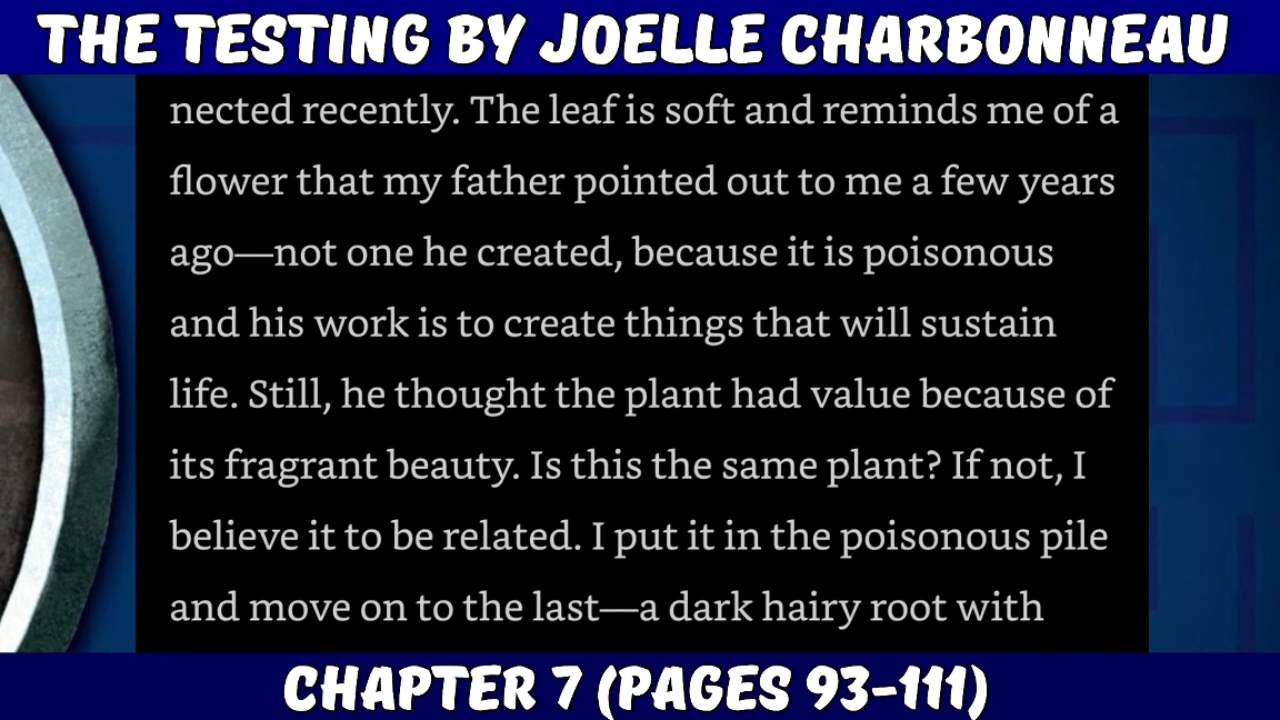 THE TESTING BY JOELLE CHARBONNEAU
nected recently. The leaf is soft and reminds me of a
flower that my father pointed out to me a few years
ago—not one he created, because it is poisonous
and his work is to create things that will sustain
life. Still, he thought the plant had value because of
its fragrant beauty. Is this the same plant? If not, I
believe it to be related. I put it in the poisonous pile
and move on to the last—a dark hairy root with
CHAPTER 7 (PAGES 93-111)